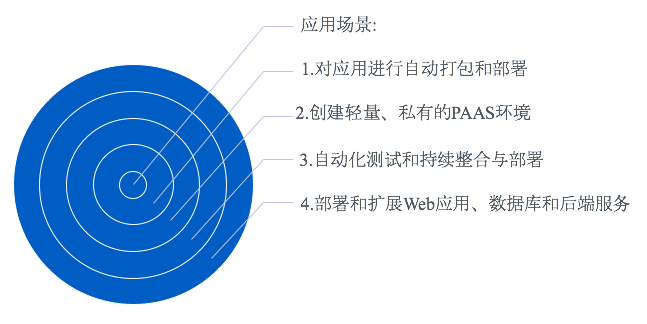 应用场景:
1.对应用进行自动打包和部署
2.创建轻量、私有的PAAS环境
3.自动化测试和持续整合与部署
4.部署和扩展Web应用、数据库和后端服务